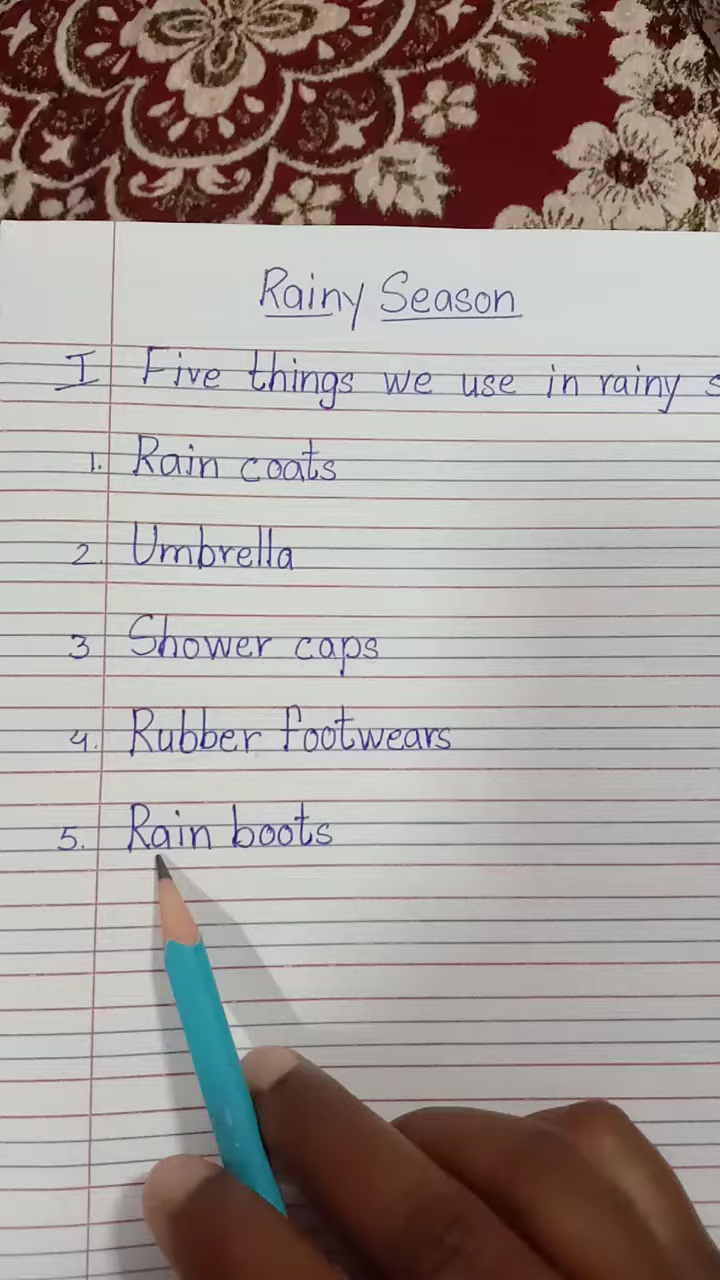 Rainy Season
I Five things we use in rainy
1. Rain coats
2. Umbrella
3 Shower caps
4. Rubber footwears
5. Rain boots